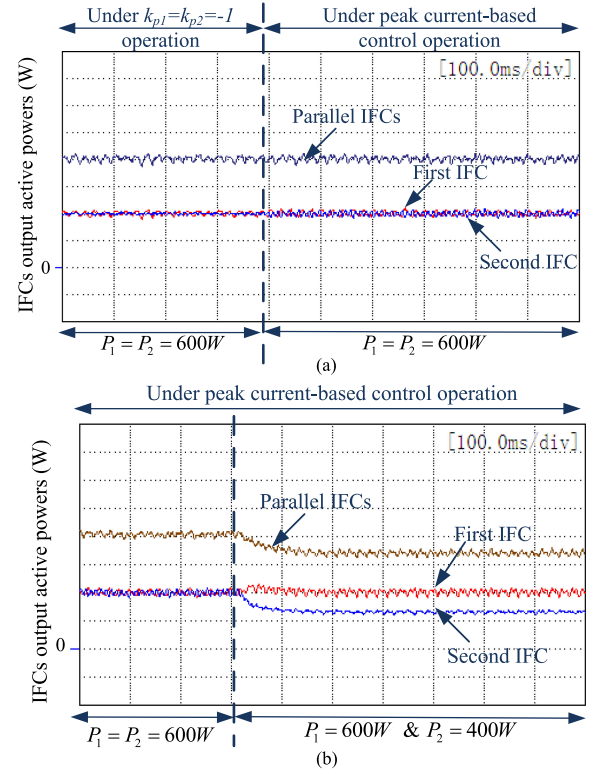 Under kp1=kp2=-1
operation
Under peak current-based
control operation
[100.0ms/div]
Parallel IFCs
First IFC
Second IFC
IFCs output active powers (W)
0
P1 = P2 = 600W
P1 = P2 = 600W
(a)
Under peak current-based control operation
[100.0ms/div]
Parallel IFCs
First IFC
Second IFC
IFCs output active powers (W)
0
P1 = P2 = 600W
P1 = 600W & P2 = 400W
(b)